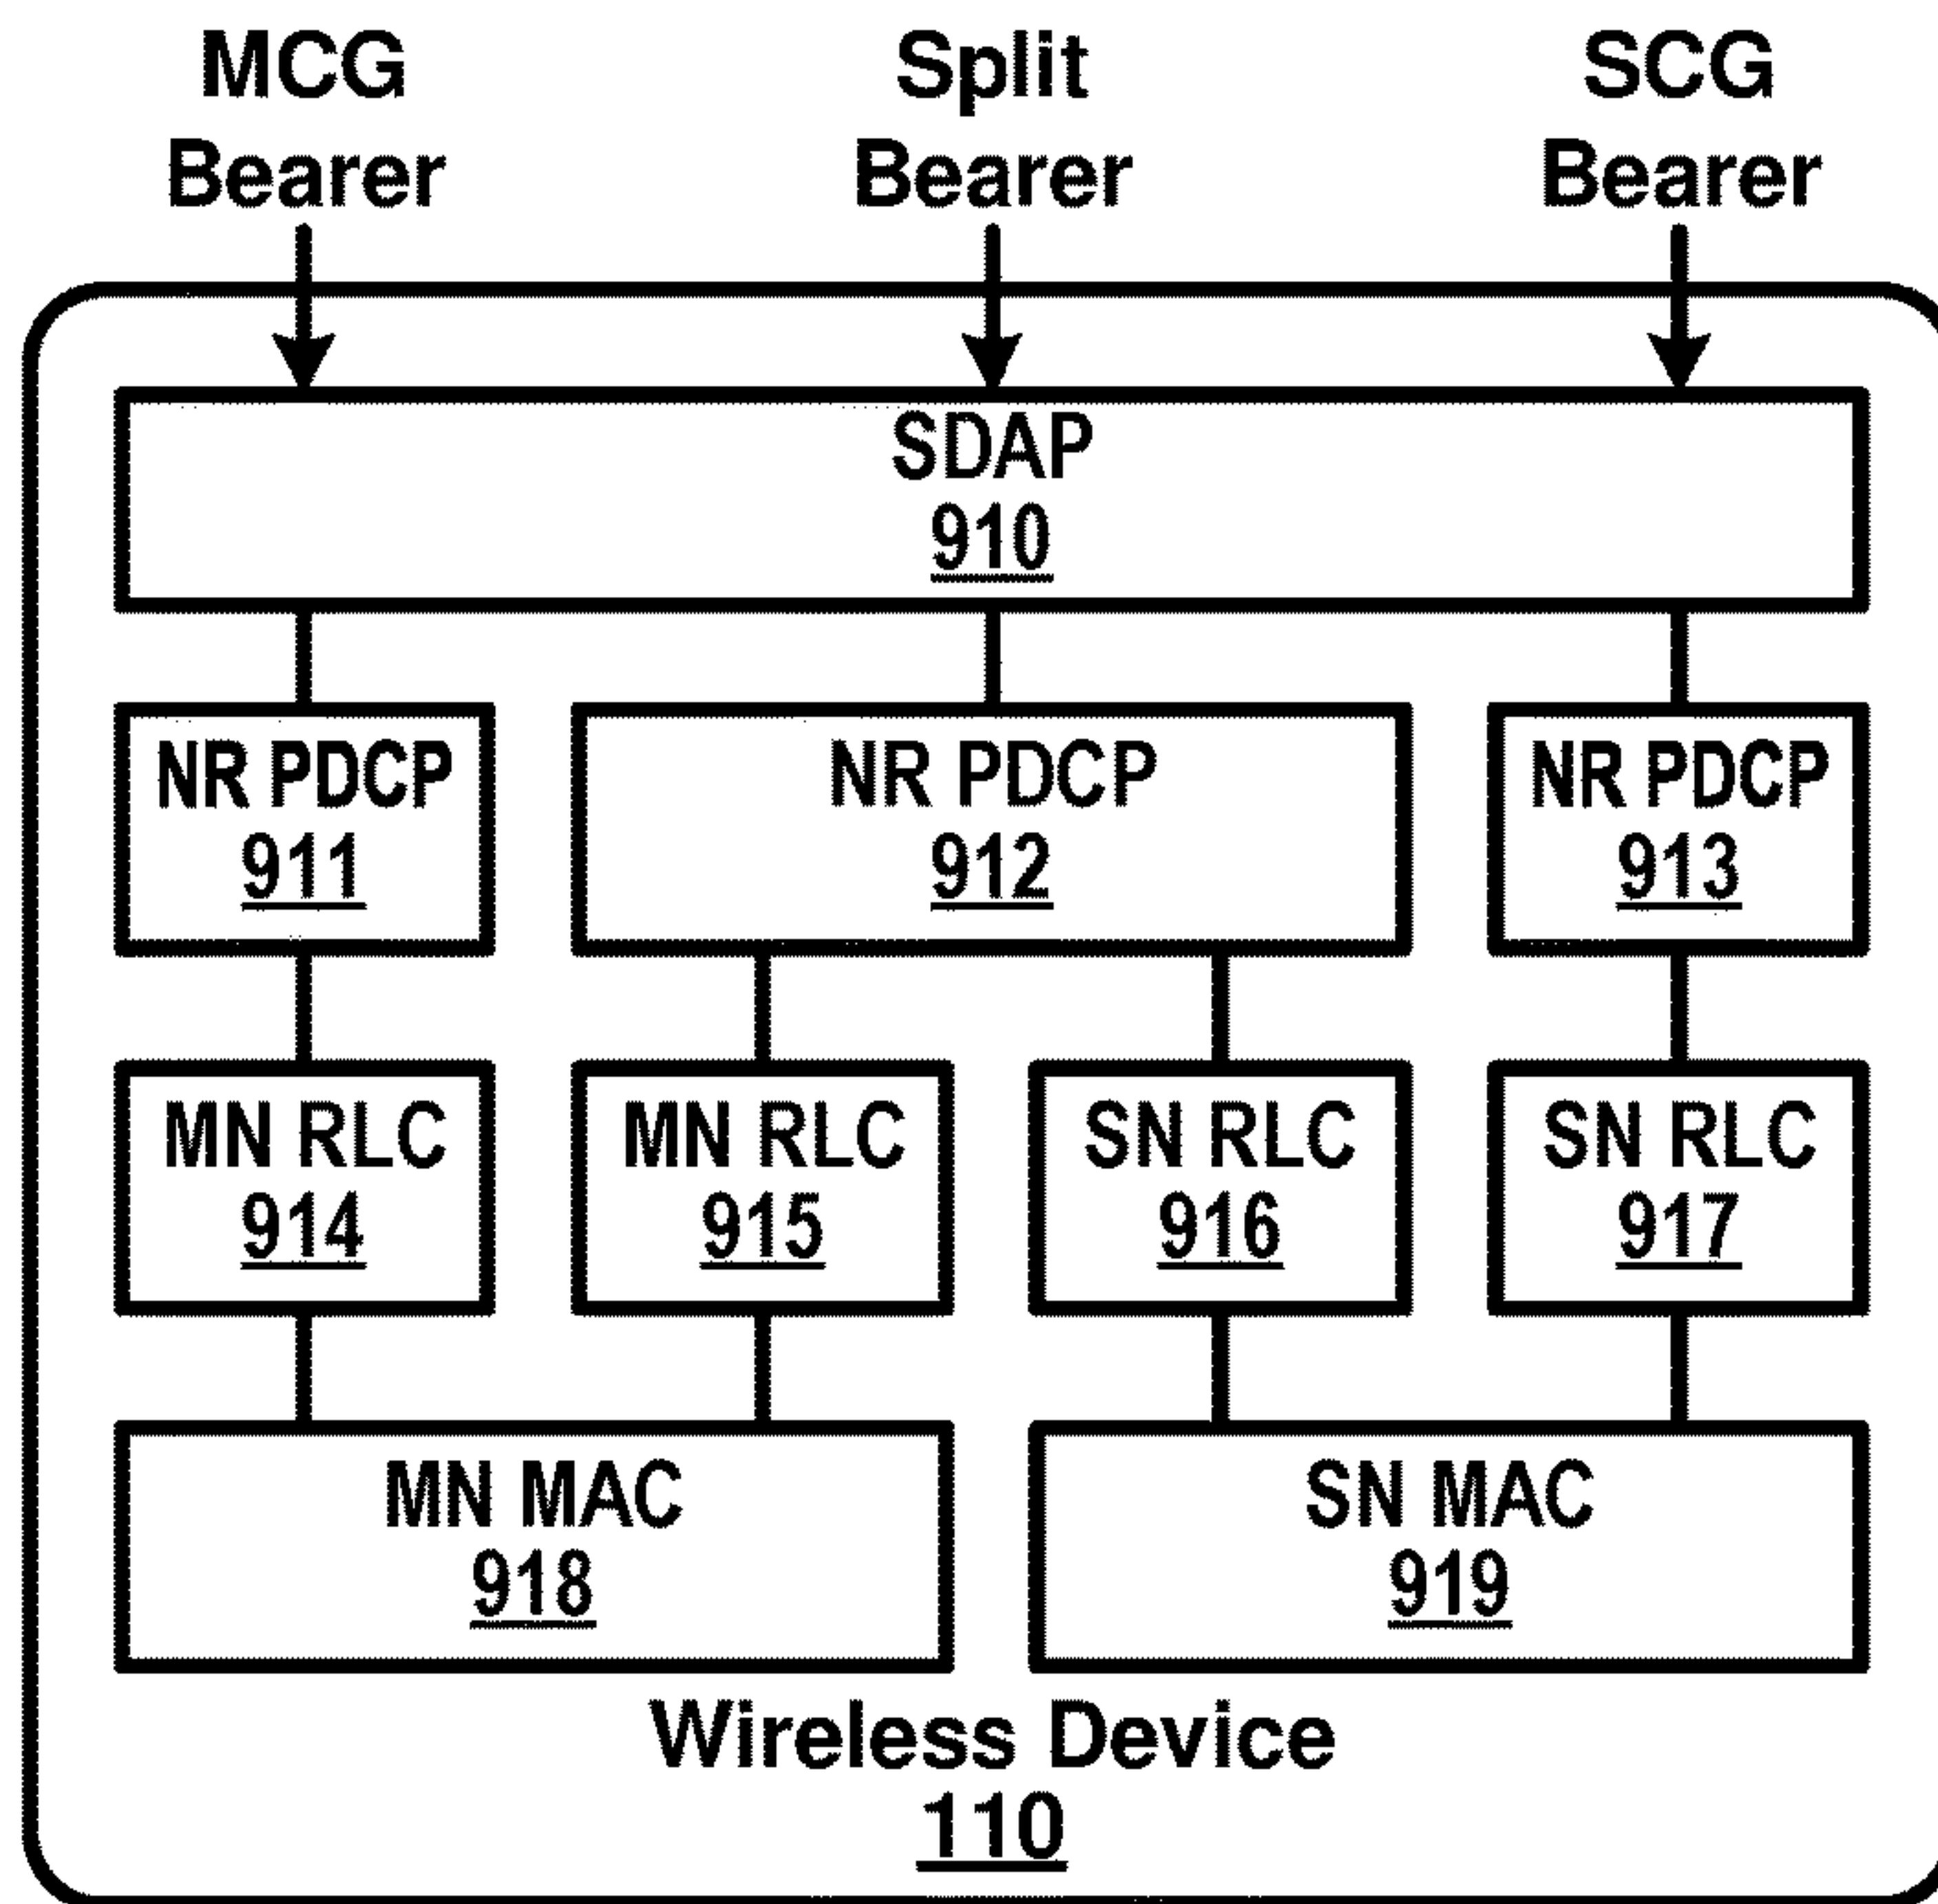 MCG
Bearer
Split
Bearer
SCG
Bearer
SDAP
910
NR PDCP
911
NR PDCP
912
NR PDCP
913
MN RLC
914
MN RLC
915
SN RLC
916
SN RLC
917
MN MAC
918
SN MAC
919
Wireless Device
110